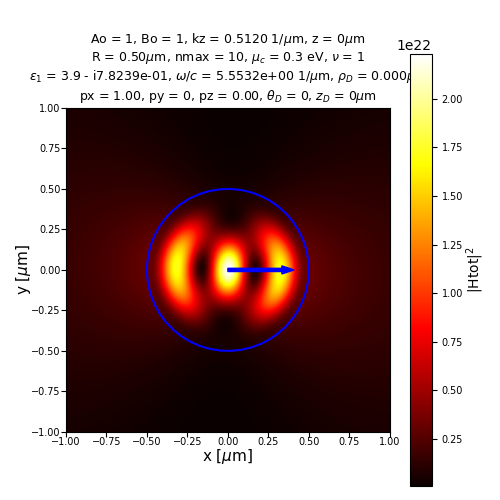 Ao = 1, Bo = 1, kz = 0.5120 1/μm, z = 0μm
R = 0.50μm, nmax = 10, μc = 0.3 eV, ν = 1
ε1 = 3.9 - i7.8239e-01, ω/c = 5.5532e+00 1/μm, ρD = 0.000
px = 1.00, py = 0, pz = 0.00, θD = 0, zD = 0μm
1e22
1.00
0.75
0.50
0.25
0.00
−0.25
−0.50
−0.75
−1.00
y [μm]
−1.00 −0.75 −0.50 −0.25 0.00 0.25 0.50 0.75 1.00
x [μm]
2.00
1.75
1.50
1.25
1.00
0.75
0.50
0.25
|Htot|²